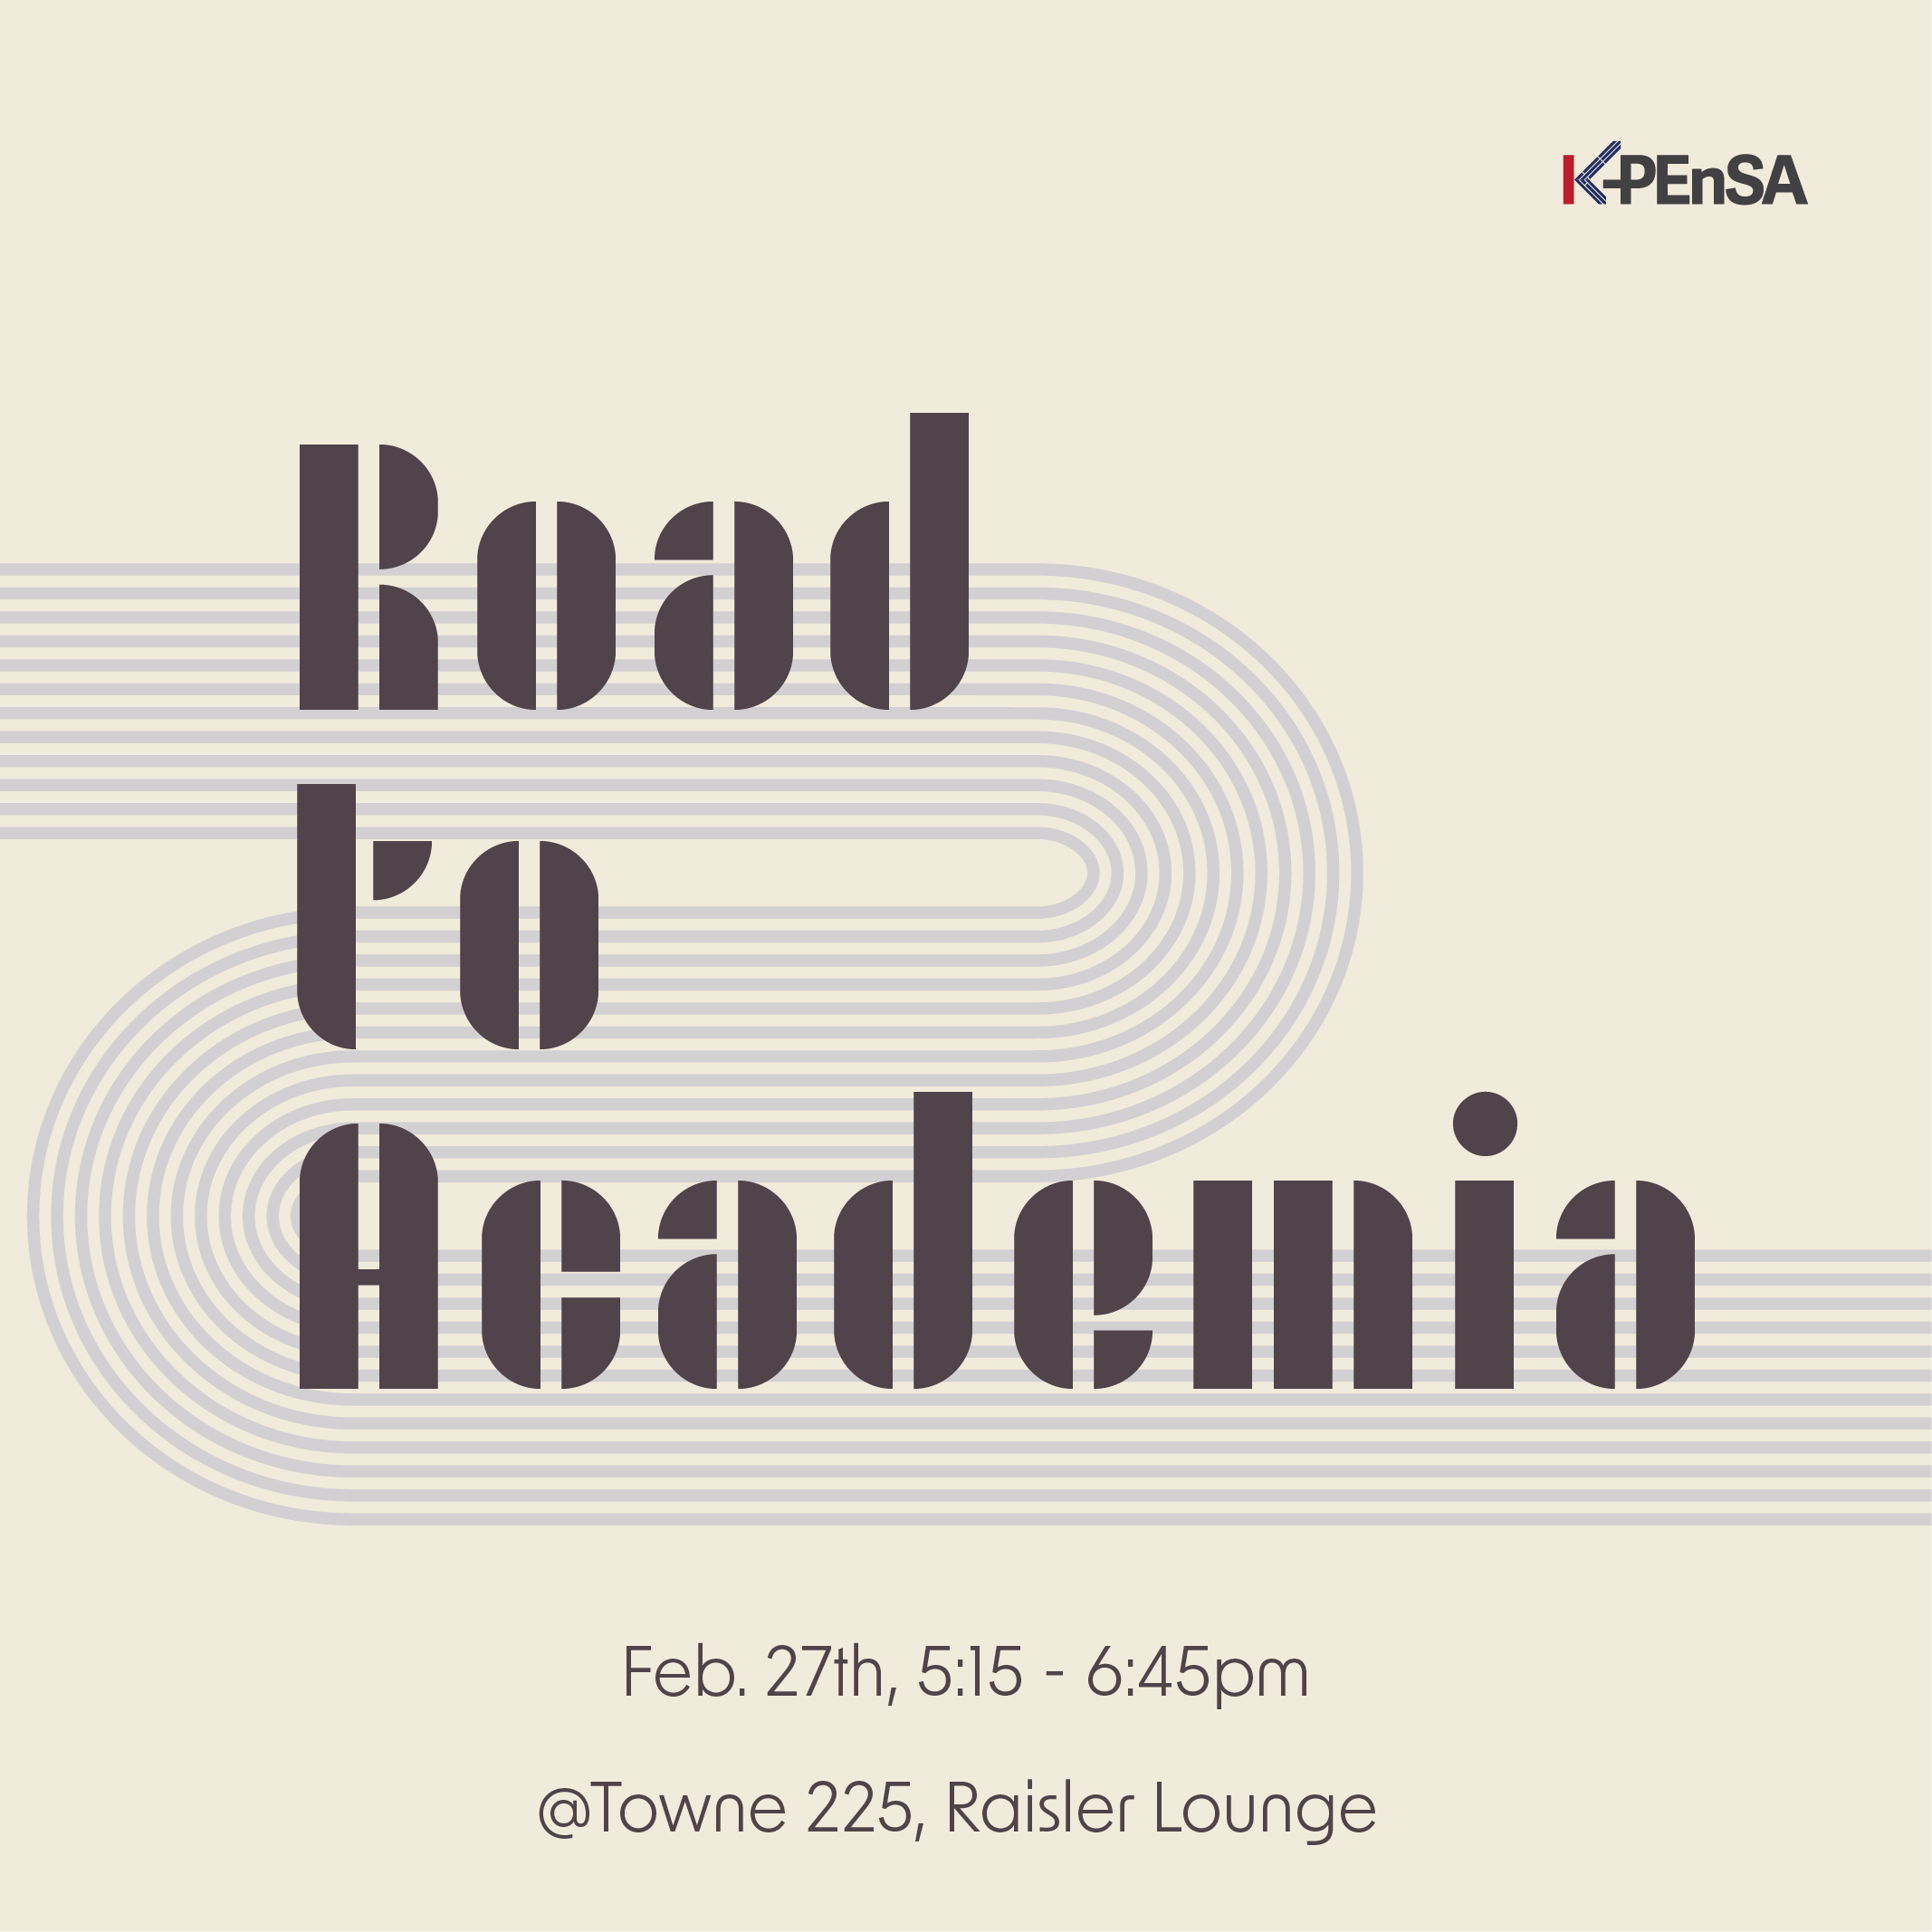 K-PEnSA
Road
to
Academia
Feb. 27th, 5:15 - 6:45pm
@Towne 225, Raisler Lounge